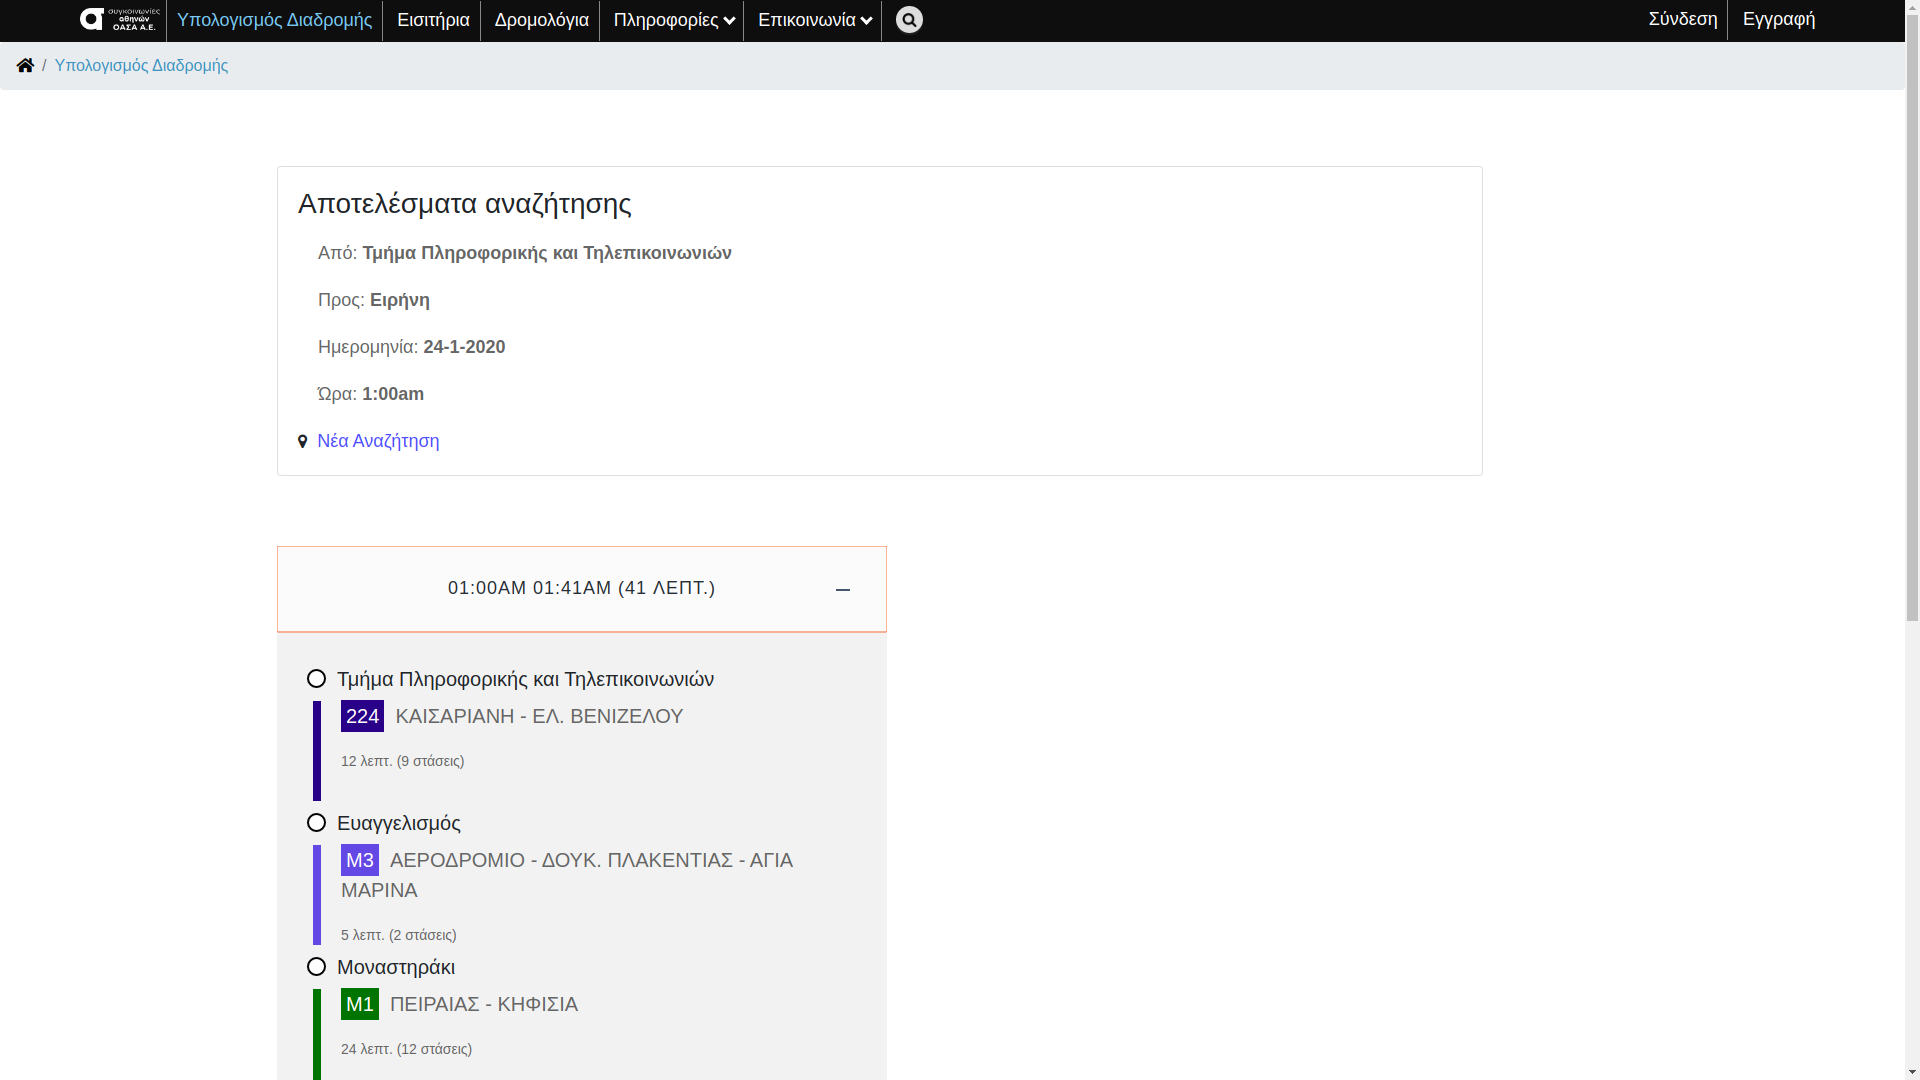 συγκοινωνίες
αθηνών
ΟΑΣΑ Α.Ε.
Υπολογισμός Διαδρομής
Εισιτήρια
Δρομολόγια
Πληροφορίες
Επικοινωνία
Σύνδεση
Εγγραφή
/ Υπολογισμός Διαδρομής
Αποτελέσματα αναζήτησης
Από: Τμήμα Πληροφορικής και Τηλεπικοινωνιών
Προς: Ειρήνη
Ημερομηνία: 24-1-2020
Ώρα: 1:00am
Νέα Αναζήτηση
01:00AM 01:41AM (41 ΛΕΠΤ.)
Τμήμα Πληροφορικής και Τηλεπικοινωνιών
224 ΚΑΙΣΑΡΙΑΝΗ - ΕΛ. ΒΕΝΙΖΕΛΟΥ
12 λεπτ. (9 στάσεις)
Ευαγγελισμός
M3 ΑΕΡΟΔΡΟΜΙΟ - ΔΟΥΚ. ΠΛΑΚΕΝΤΙΑΣ - ΑΓΙΑ
ΜΑΡΙΝΑ
5 λεπτ. (2 στάσεις)
Μοναστηράκι
M1 ΠΕΙΡΑΙΑΣ - ΚΗΦΙΣΙΑ
24 λεπτ. (12 στάσεις)